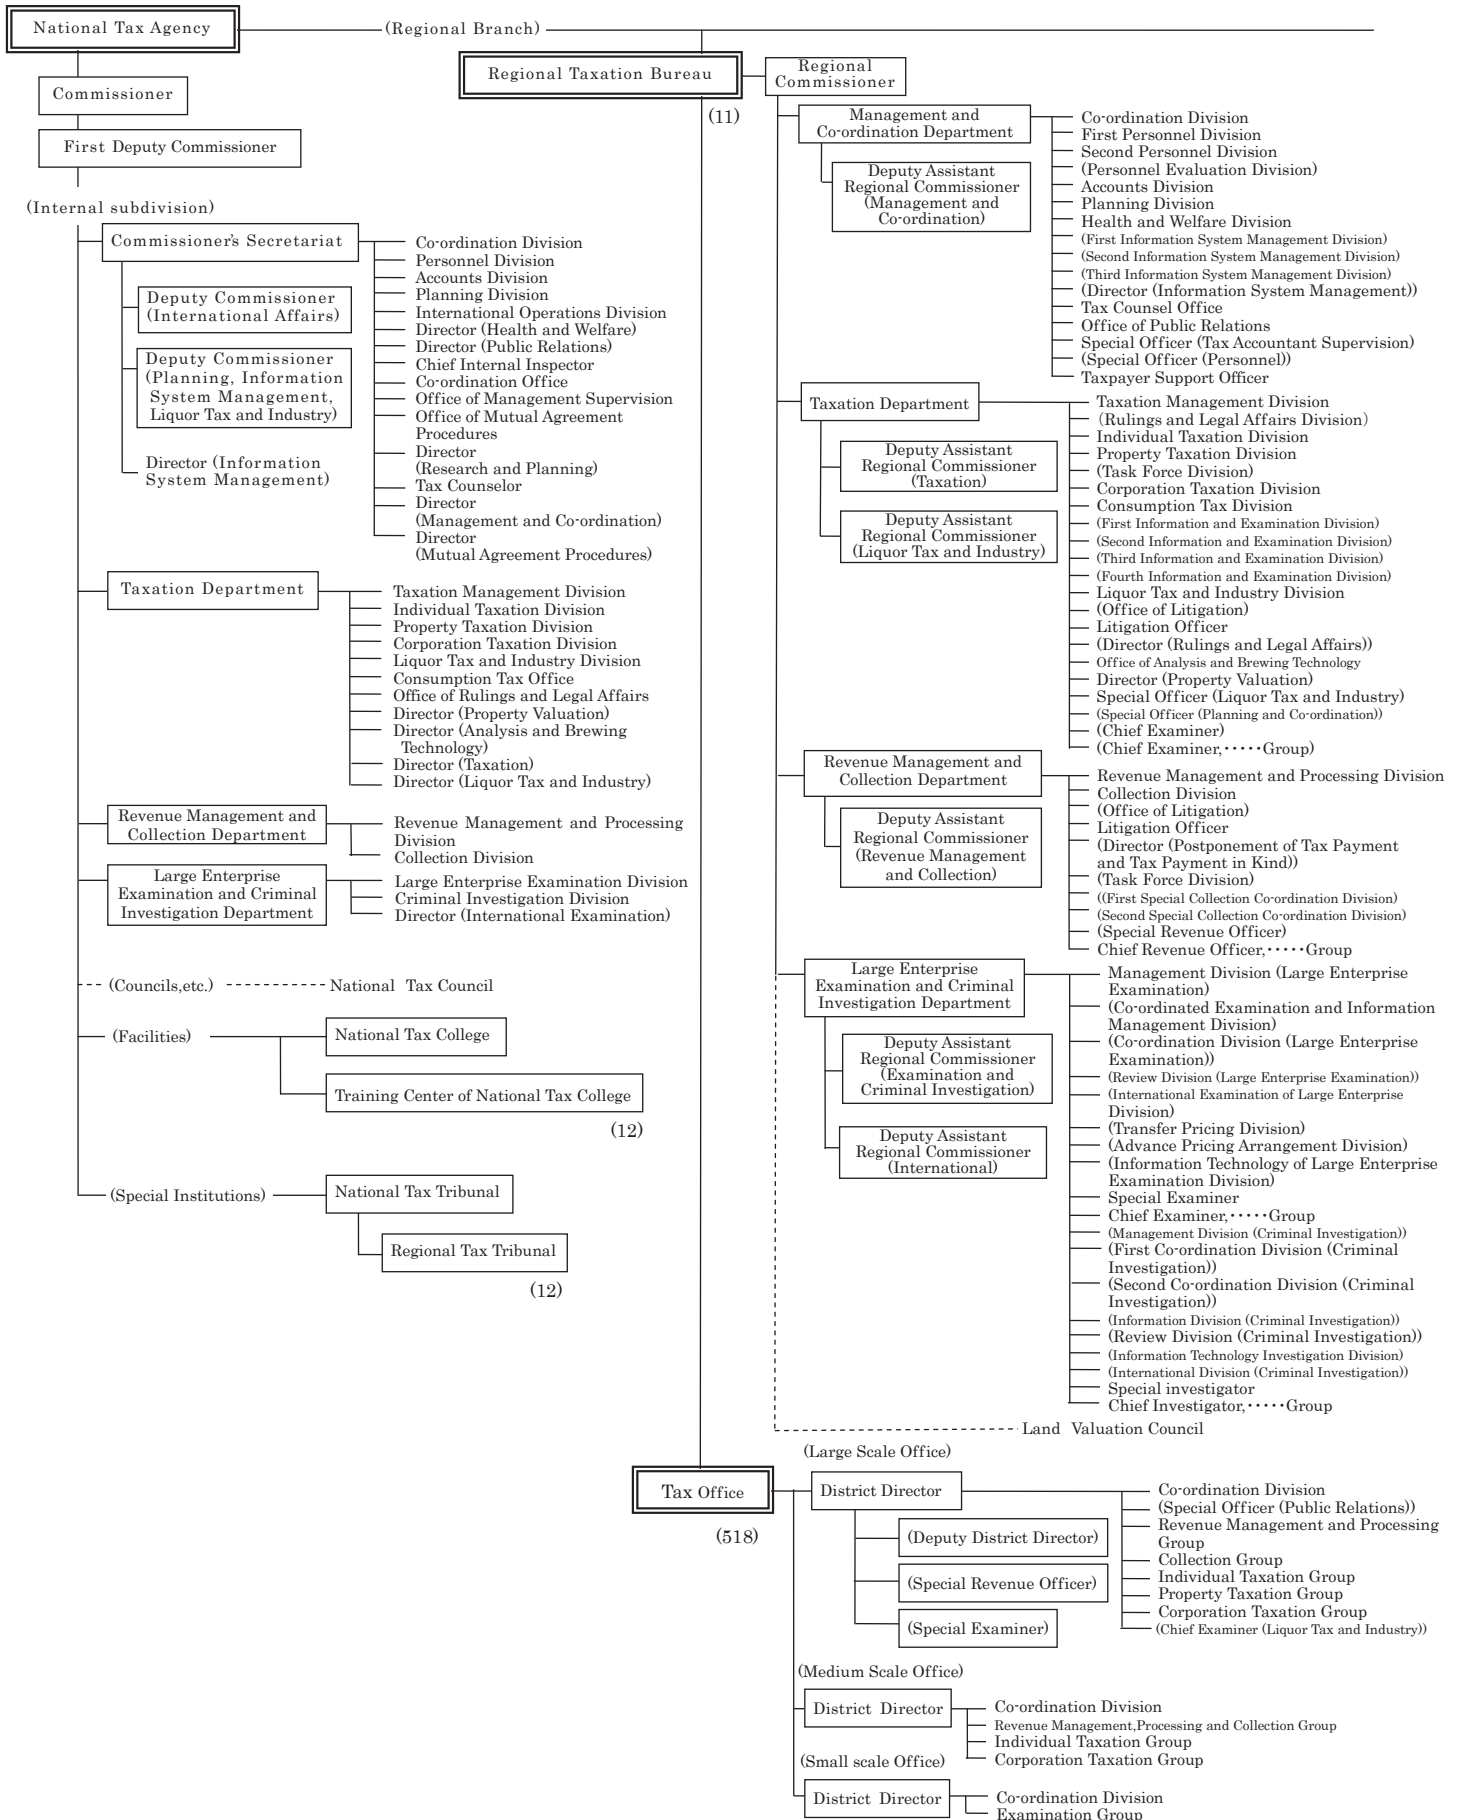 National Tax Agency
(Regional Branch)
Commissioner
First Deputy Commissioner
(Internal subdivision)
Commissioner's Secretariat
Deputy Commissioner
(International Affairs)
Deputy Commissioner
(Planning, Information
System Management,
Liquor Tax and Industry)
Director (Information
System Management)
Co-ordination Division
Personnel Division
Accounts Division
Planning Division
International Operations Division
Director (Health and Welfare)
Director (Public Relations)
Chief Internal Inspector
Co-ordination Office
Office of Management Supervision
Office of Mutual Agreement
Procedures
Director
(Research and Planning)
Tax Counselor
Director
(Management and Co-ordination)
Director
(Mutual Agreement Procedures)
Taxation Department
Taxation Management Division
Individual Taxation Division
Property Taxation Division
Corporation Taxation Division
Liquor Tax and Industry Division
Consumption Tax Office
Office of Rulings and Legal Affairs
Director (Property Valuation)
Director (Analysis and Brewing
Technology)
Director (Taxation)
Director (Liquor Tax and Industry)
Revenue Management and
Collection Department
Revenue Management and Processing
Division
Collection Division
Large Enterprise
Examination and Criminal
Investigation Department
Large Enterprise Examination Division
Criminal Investigation Division
Director (International Examination)
(Councils,etc.)
National Tax Council
(Facilities)
National Tax College
Training Center of National Tax College
(12)
(Special Institutions)
National Tax Tribunal
Regional Tax Tribunal
(12)
Regional Taxation Bureau
(11)
Regional
Commissioner
Management and
Co-ordination Department
Deputy Assistant
Regional Commissioner
(Management and
Co-ordination)
Co-ordination Division
First Personnel Division
Second Personnel Division
(Personnel Evaluation Division)
Accounts Division
Planning Division
Health and Welfare Division
(First Information System Management Division)
(Second Information System Management Division)
(Third Information System Management Division)
(Director (Information System Management))
Tax Counsel Office
Office of Public Relations
Special Officer (Tax Accountant Supervision)
(Special Officer (Personnel))
Taxpayer Support Officer
Taxation Department
Deputy Assistant
Regional Commissioner
(Taxation)
Deputy Assistant
Regional Commissioner
(Liquor Tax and Industry)
Taxation Management Division
(Rulings and Legal Affairs Division)
Individual Taxation Division
Property Taxation Division
(Task Force Division)
Corporation Taxation Division
Consumption Tax Division
(First Information and Examination Division)
(Second Information and Examination Division)
(Third Information and Examination Division)
(Fourth Information and Examination Division)
Liquor Tax and Industry Division
(Office of Litigation)
Litigation Officer
(Director (Rulings and Legal Affairs))
Office of Analysis and Brewing Technology
Director (Property Valuation)
Special Officer (Liquor Tax and Industry)
(Special Officer (Planning and Co-ordination))
(Chief Examiner)
(Chief Examiner,·····Group)
Revenue Management and
Collection Department
Deputy Assistant
Regional Commissioner
(Revenue Management
and Collection)
Revenue Management and Processing Division
Collection Division
(Office of Litigation)
Litigation Officer
(Director (Postponement of Tax Payment
and Tax Payment in Kind))
(Task Force Division)
((First Special Collection Co-ordination Division)
(Second Special Collection Co-ordination Division)
(Special Revenue Officer)
Chief Revenue Officer,·····Group
Large Enterprise
Examination and Criminal
Investigation Department
Deputy Assistant
Regional Commissioner
(Examination and
Criminal Investigation)
Deputy Assistant
Regional Commissioner
(International)
Management Division (Large Enterprise
Examination)
(Co-ordinated Examination and Information
Management Division)
(Co-ordination Division (Large Enterprise
Examination))
(Review Division (Large Enterprise Examination))
(International Examination of Large Enterprise
Division)
(Transfer Pricing Division)
(Advance Pricing Arrangement Division)
(Information Technology of Large Enterprise
Examination Division)
Special Examiner
Chief Examiner,·····Group
(Management Division (Criminal Investigation))
(First Co-ordination Division (Criminal
Investigation))
(Second Co-ordination Division (Criminal
Investigation))
(Information Division (Criminal Investigation))
(Review Division (Criminal Investigation))
(Information Technology Investigation Division)
(International Division (Criminal Investigation))
Special investigator
Chief Investigator,·····Group
Land Valuation Council
Tax Office
(518)
(Large Scale Office)
District Director
(Deputy District Director)
(Special Revenue Officer)
(Special Examiner)
Co-ordination Division
(Special Officer (Public Relations))
Revenue Management and Processing
Group
Collection Group
Individual Taxation Group
Property Taxation Group
Corporation Taxation Group
(Chief Examiner (Liquor Tax and Industry))
(Medium Scale Office)
District Director
Co-ordination Division
Revenue Management,Processing and Collection Group
Individual Taxation Group
Corporation Taxation Group
(Small scale Office)
District Director
Co-ordination Division
Examination Group